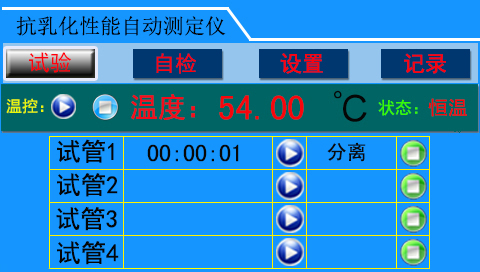 抗乳化性能自动测定仪
试验 自检 设置 记录
温控: 温度: 54.00 ℃ 状态: 恒温
试管1 00:00:01 分离
试管2
试管3
试管4